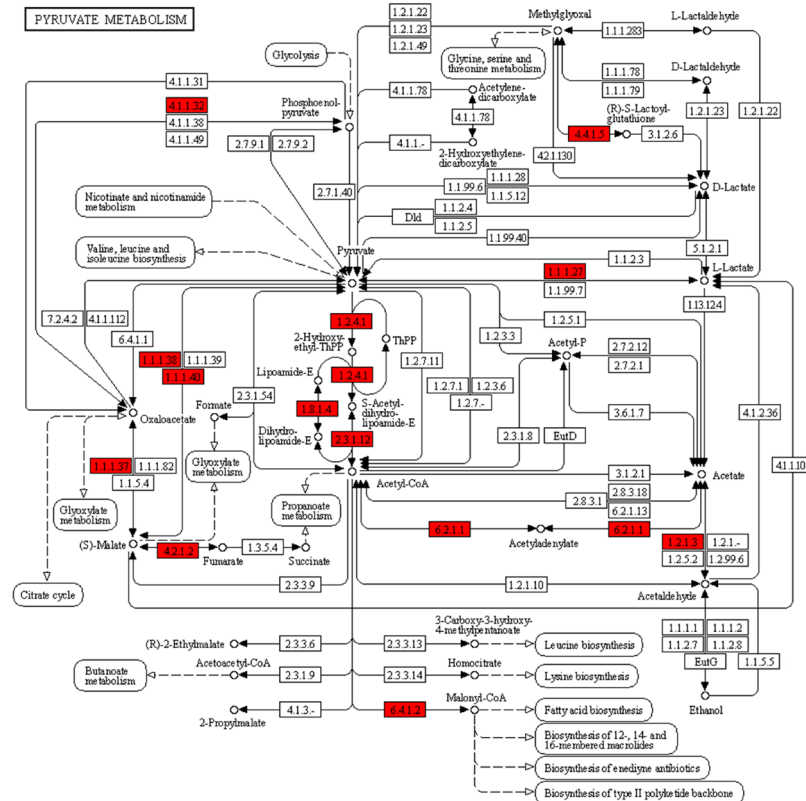 PYRUVATE METABOLISM
1.2.1.22
1.2.1.23
1.2.1.49
Methylglyoxal
1.1.1.283
L-Lactaldehyde
Glycolysis
Glycine, serine and
threonine metabolism
D-Lactaldehyde
1.1.1.78
1.1.1.79
4.1.1.31
4.1.1.32
4.1.1.38
4.1.1.49
Phosphoenol-
pyruvate
4.1.1.78
Acetylene-
dicarboxylate
4.1.1.78
(R)-S-Lactoyl-
glutathione
1.2.1.23
1.2.1.22
4.4.1.5
3.1.2.6
2.7.9.1
2.7.9.2
4.1.1.-
2-Hydroxyethylene-
dicarboxylate
4.2.1.130
Nicotinate and nicotinamide
metabolism
2.7.1.40
1.1.99.6
1.1.1.28
1.1.5.12
D-Lactate
Dld
1.1.2.4
1.1.2.5
1.1.99.40
Valine, leucine and
isoleucine biosynthesis
Pyruvate
5.1.2.1
1.1.2.3
L-Lactate
1.1.1.27
1.1.99.7
1.13.12.4
7.2.4.2
4.1.1.112
6.4.1.1
1.2.4.1
1.2.5.1
2-Hydroxy-
ethyl-ThPP
ThPP
1.2.3.3
Acetyl-P
2.7.2.12
2.7.2.1
1.1.1.38
1.1.1.39
1.1.1.40
1.2.7.11
Lipoamide-E
1.2.4.1
1.2.7.1
1.2.3.6
1.2.7.-
2.3.1.54
1.8.1.4
S-Acetyl-
dihydro-
lipoamide-E
3.6.1.7
4.1.2.36
Oxaloacetate
Formate
Dihydro-
lipoamide-E
2.3.1.12
2.3.1.8
EutD
1.1.1.37
1.1.1.82
1.1.5.4
Glyoxylate
metabolism
Acetyl-CoA
3.1.2.1
Acetate
4.1.1.10
Glyoxylate
metabolism
Propanoate
metabolism
2.8.3.1
2.8.3.18
6.2.1.13
6.2.1.1
6.2.1.1
Acetyladenylate
(S)-Malate
4.2.1.2
Fumarate
1.3.5.4
Succinate
1.2.1.3
1.2.1.-
1.2.5.2
1.2.99.6
2.3.3.9
1.2.1.10
Acetaldehyde
Citrate cycle
3-Carboxy-3-hydroxy-
4-methylpentanoate
(R)-2-Ethylmalate
2.3.3.6
2.3.3.13
Leucine biosynthesis
1.1.1.1
1.1.1.2
1.1.2.7
1.1.2.8
EutG
1.1.5.5
Butanoate
metabolism
Acetoacetyl-CoA
2.3.1.9
2.3.3.14
Homocitrate
Lysine biosynthesis
Malonyl-CoA
2-Propylmalate
4.1.3.-
6.4.1.2
Fatty acid biosynthesis
Ethanol
Biosynthesis of 12-, 14- and
16-membered macrolides
Biosynthesis of enediyne antibiotics
Biosynthesis of type II polyketide backbone